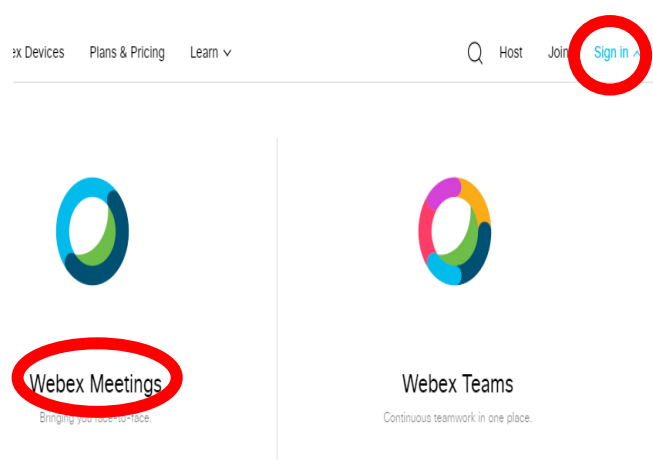 ex Devices Plans & Pricing Learn Host Join Sign in
Webex Meetings Webex Teams
Bringing you face-to-face. Continuous teamwork in one place.